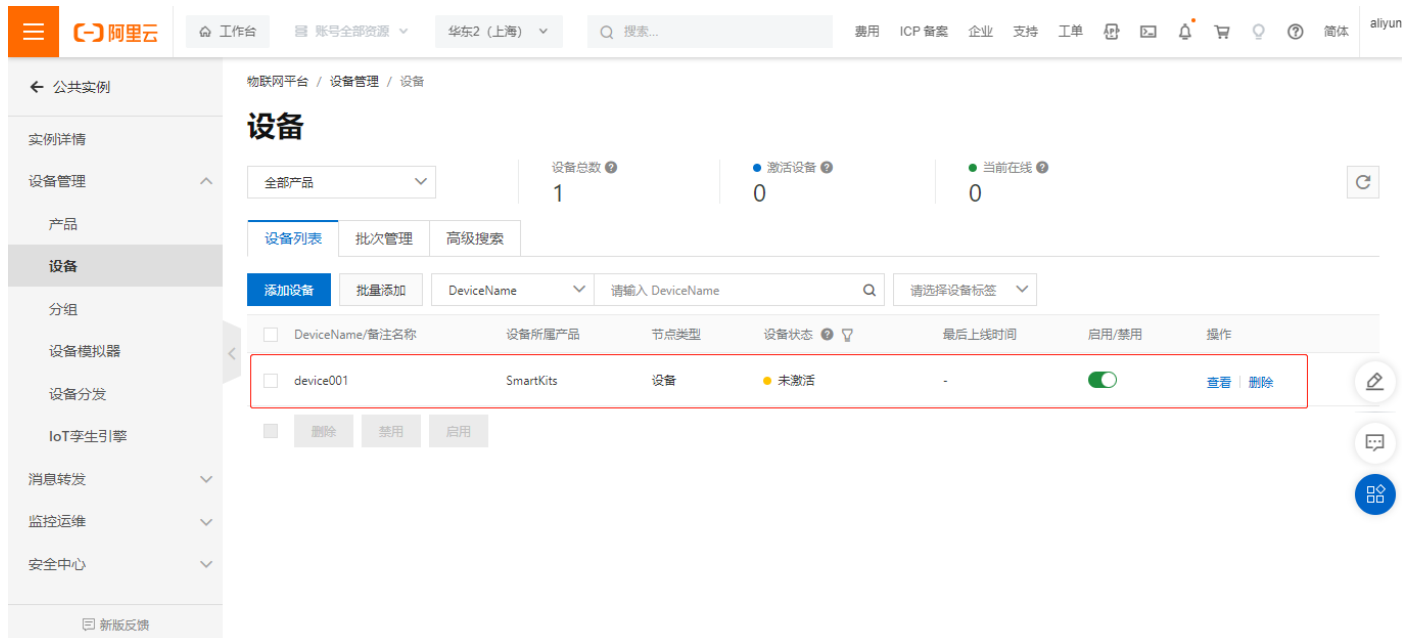 阿里云 工作台 账号全部资源 华东2（上海） 搜索... 费用 ICP 备案 企业 支持 工单 简体 aliyun
公共实例
实例详情
设备管理
产品
设备
分组
设备模拟器
设备分发
IoT孪生引擎
消息转发
监控运维
安全中心
新版反馈
物联网平台 / 设备管理 / 设备
设备
全部产品
设备总数
1
激活设备
0
当前在线
0
设备列表 批次管理 高级搜索
添加设备 批量添加 DeviceName 请输入 DeviceName 请选择设备标签
DeviceName/备注名称 设备所属产品 节点类型 设备状态 最后上线时间 启用/禁用 操作
device001 SmartKits 设备 未激活 - 查看 删除
删除 禁用 启用